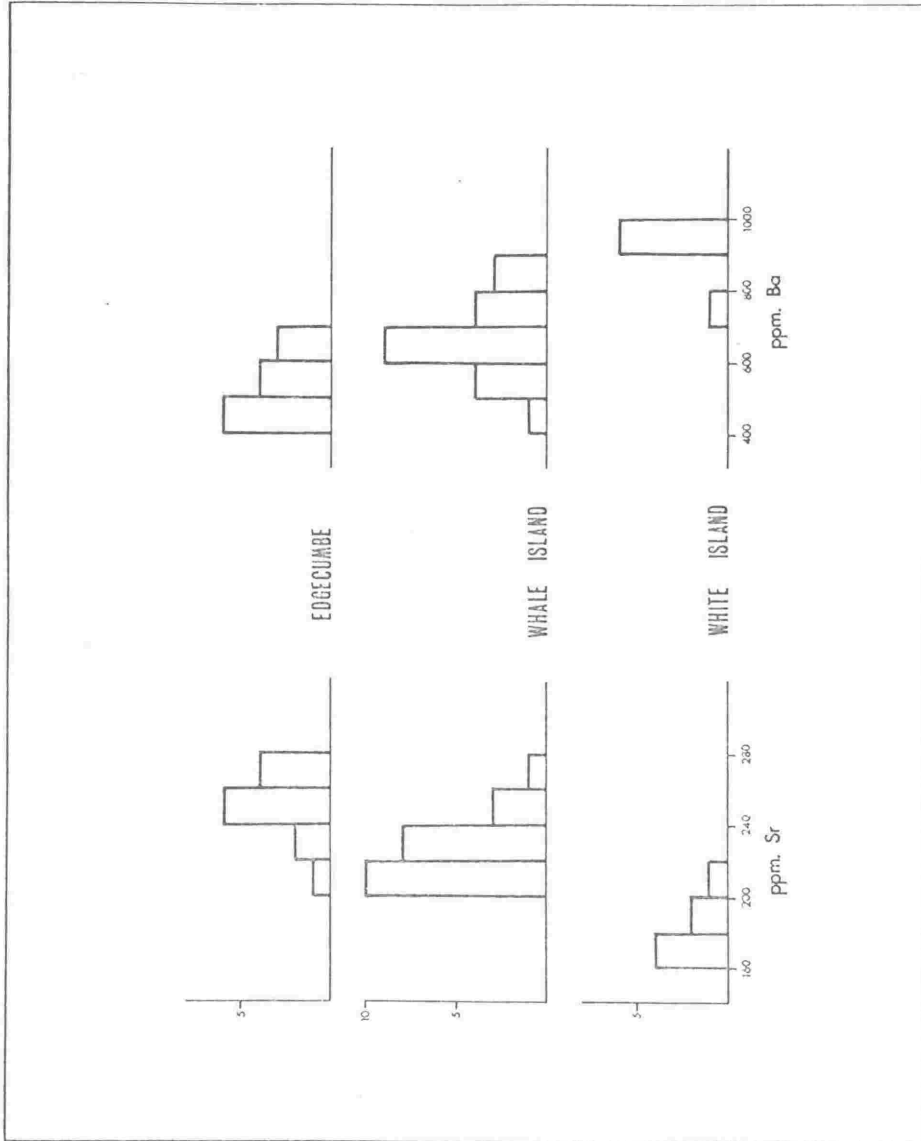 5
EDGECUMBE
10
5
WHALE ISLAND
5
WHITE ISLAND
160 200 240 280 400 600 800 1000
ppm. Sr ppm. Ba